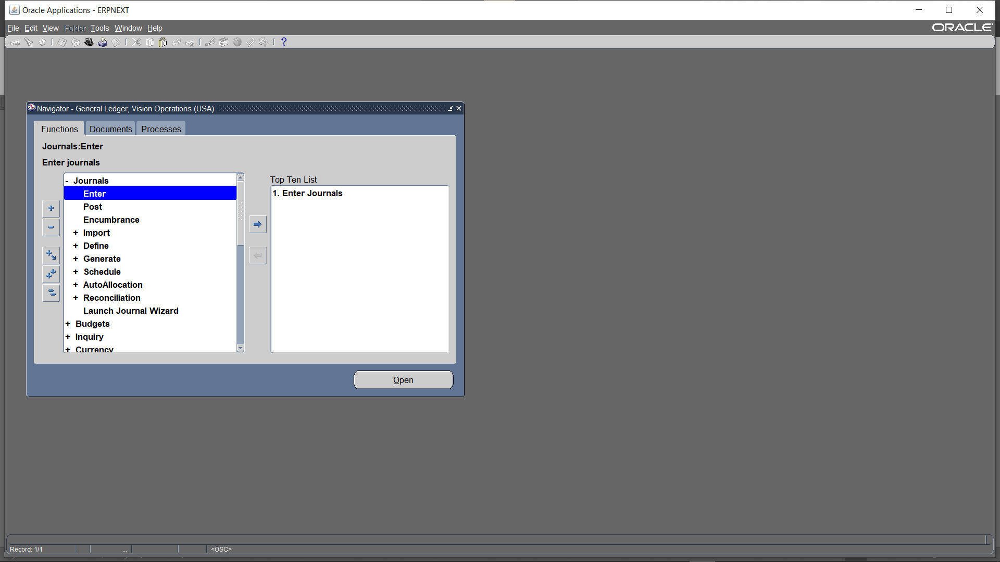 Oracle Applications - ERPNEXT
File Edit View Folder Tools Window Help
ORACLE
Navigator - General Ledger, Vision Operations (USA)
Functions Documents Processes
Journals:Enter
Enter journals
- Journals
Enter
Post
Encumbrance
+ Import
+ Define
+ Generate
+ Schedule
+ AutoAllocation
+ Reconciliation
Launch Journal Wizard
+ Budgets
+ Inquiry
+ Currency
Top Ten List
1. Enter Journals
Open
Record: 1/1 ... <OSC>